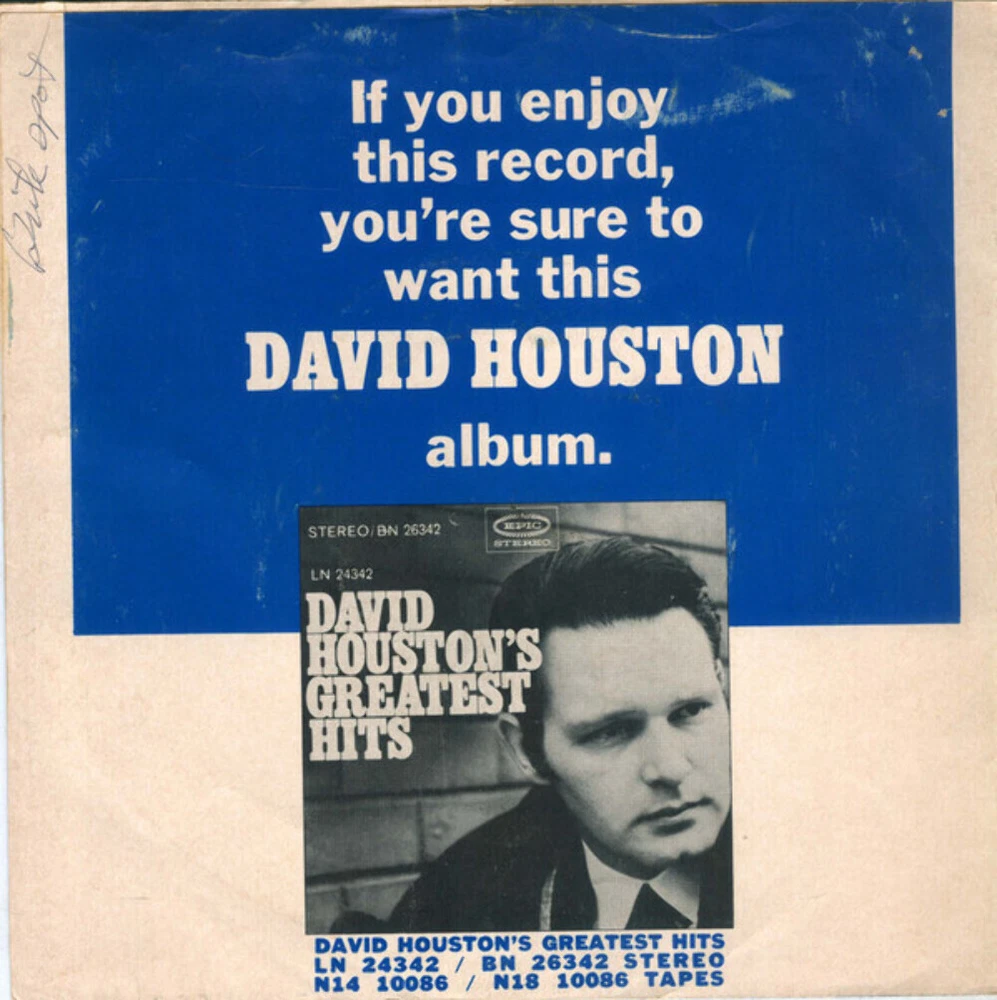 If you enjoy
this record,
you're sure to
want this
DAVID HOUSTON
album.
STEREO/BN 26342
EPIC
STEREO
LN 24342
DAVID
HOUSTON'S
GREATEST
HITS
DAVID HOUSTON'S GREATEST HITS
LN 24342 / BN 26342 STEREO
N14 10086 / N18 10086 TAPES